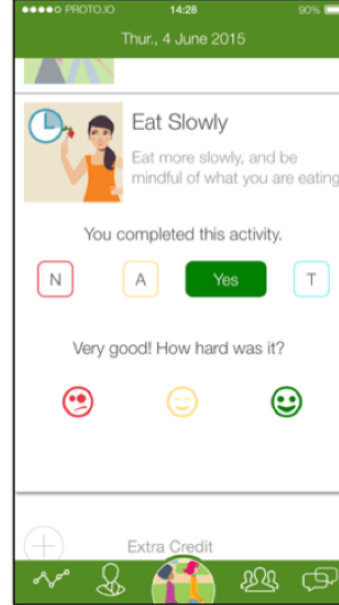 PROTO.IO 14:28 90%
Thur., 4 June 2015
Eat Slowly
Eat more slowly, and be
mindful of what you are eating
You completed this activity.
N A Yes T
Very good! How hard was it?
Extra Credit